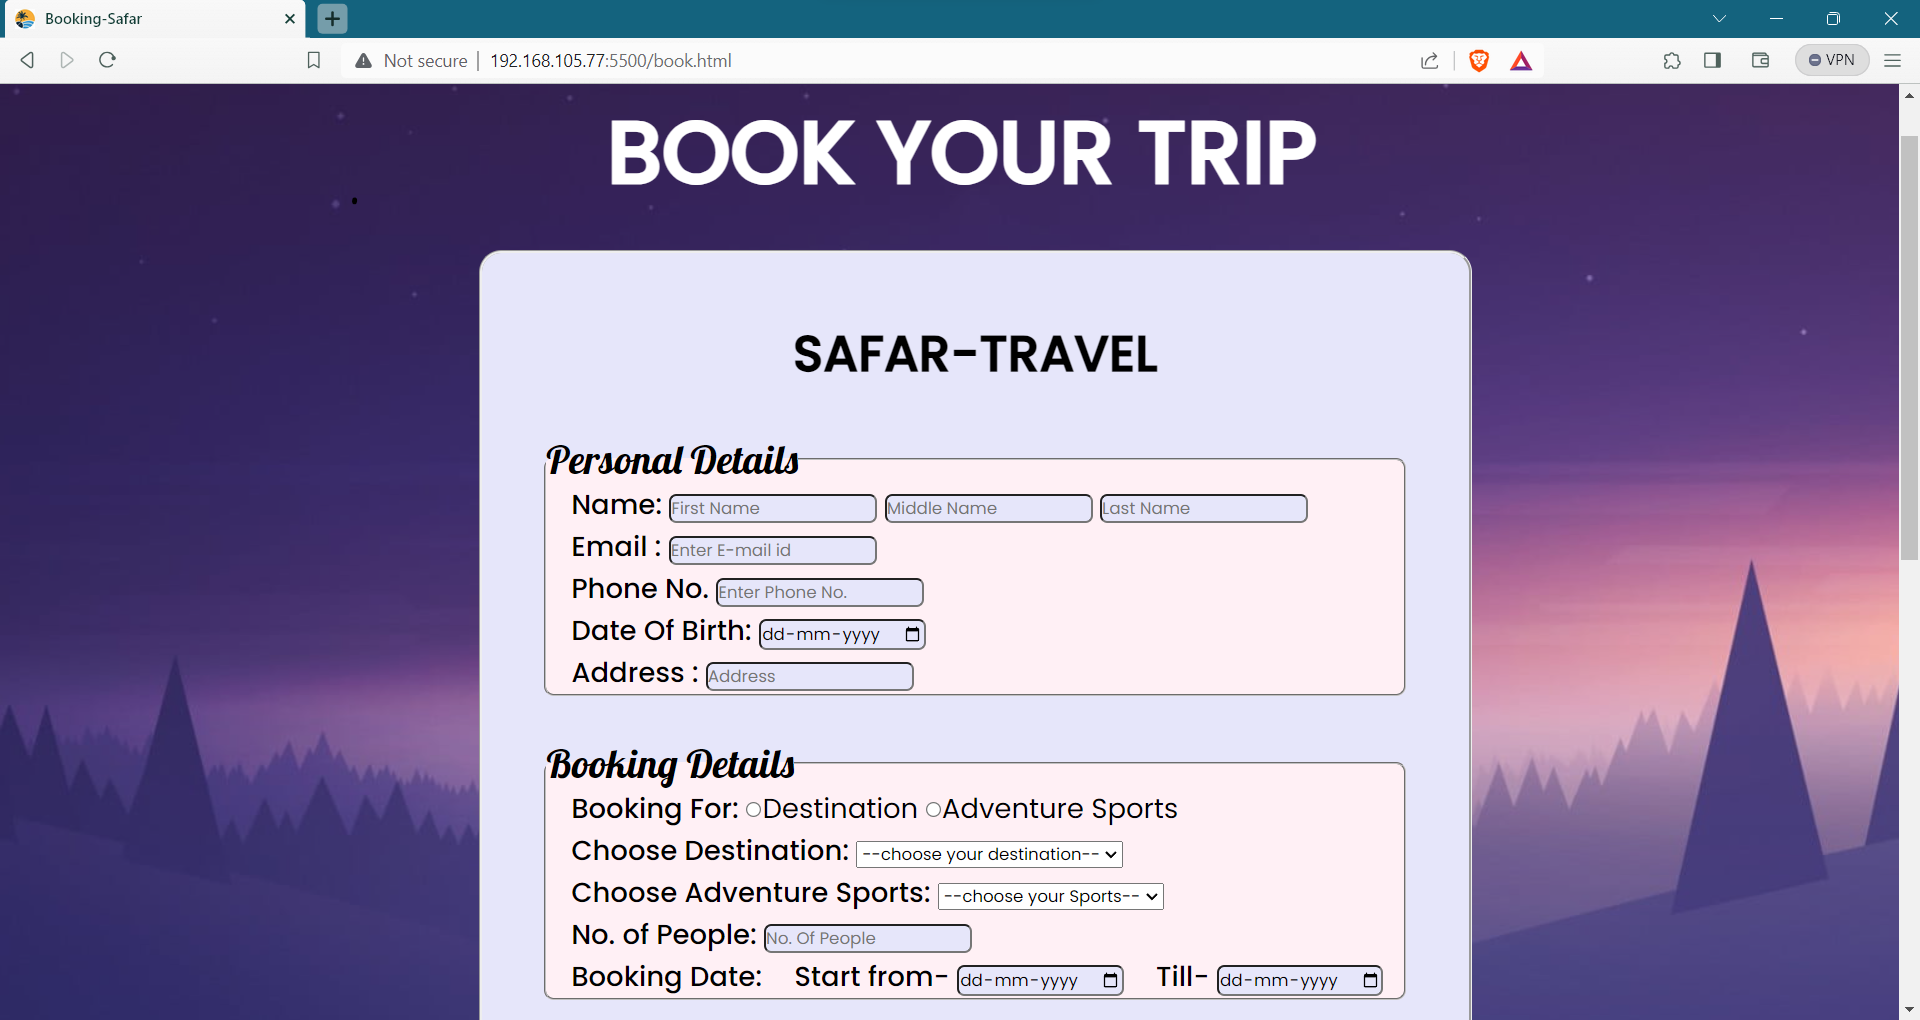 Booking-Safar
Not secure 192.168.105.77:5500/book.html
VPN
BOOK YOUR TRIP
SAFAR-TRAVEL
Personal Details
Name: First Name Middle Name Last Name
Email : Enter E-mail id
Phone No. Enter Phone No.
Date Of Birth: dd-mm-yyyy
Address : Address
Booking Details
Booking For: Destination Adventure Sports
Choose Destination: --choose your destination--
Choose Adventure Sports: --choose your Sports--
No. of People: No. Of People
Booking Date: Start from- dd-mm-yyyy Till- dd-mm-yyyy